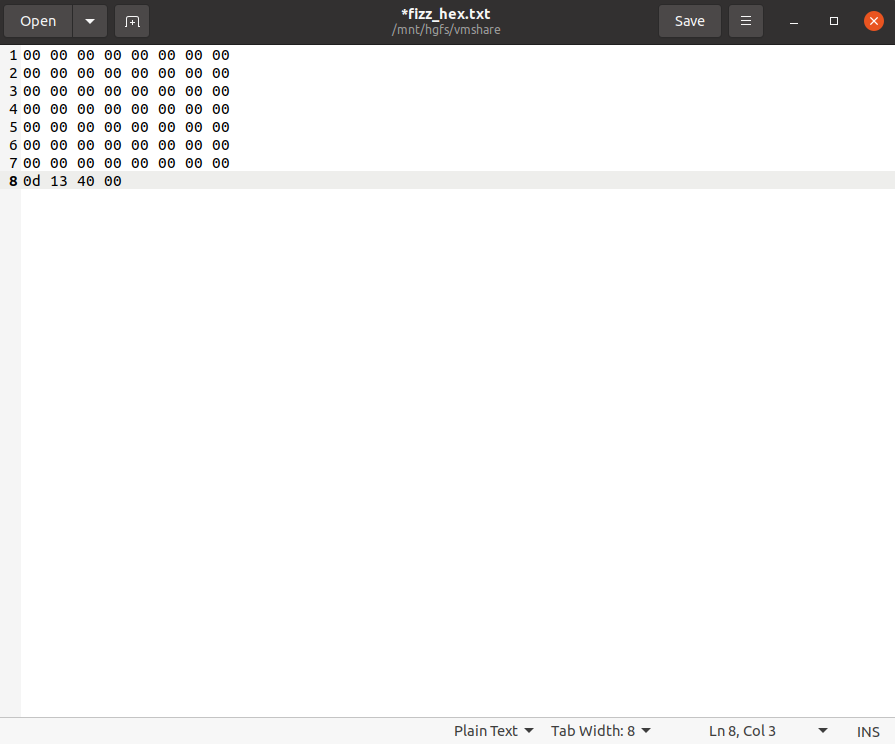 Open
*fizz_hex.txt
/mnt/hgfs/vmshare
Save
1 00 00 00 00 00 00 00 00
2 00 00 00 00 00 00 00 00
3 00 00 00 00 00 00 00 00
4 00 00 00 00 00 00 00 00
5 00 00 00 00 00 00 00 00
6 00 00 00 00 00 00 00 00
7 00 00 00 00 00 00 00 00
8 0d 13 40 00
Plain Text Tab Width: 8 Ln 8, Col 3 INS